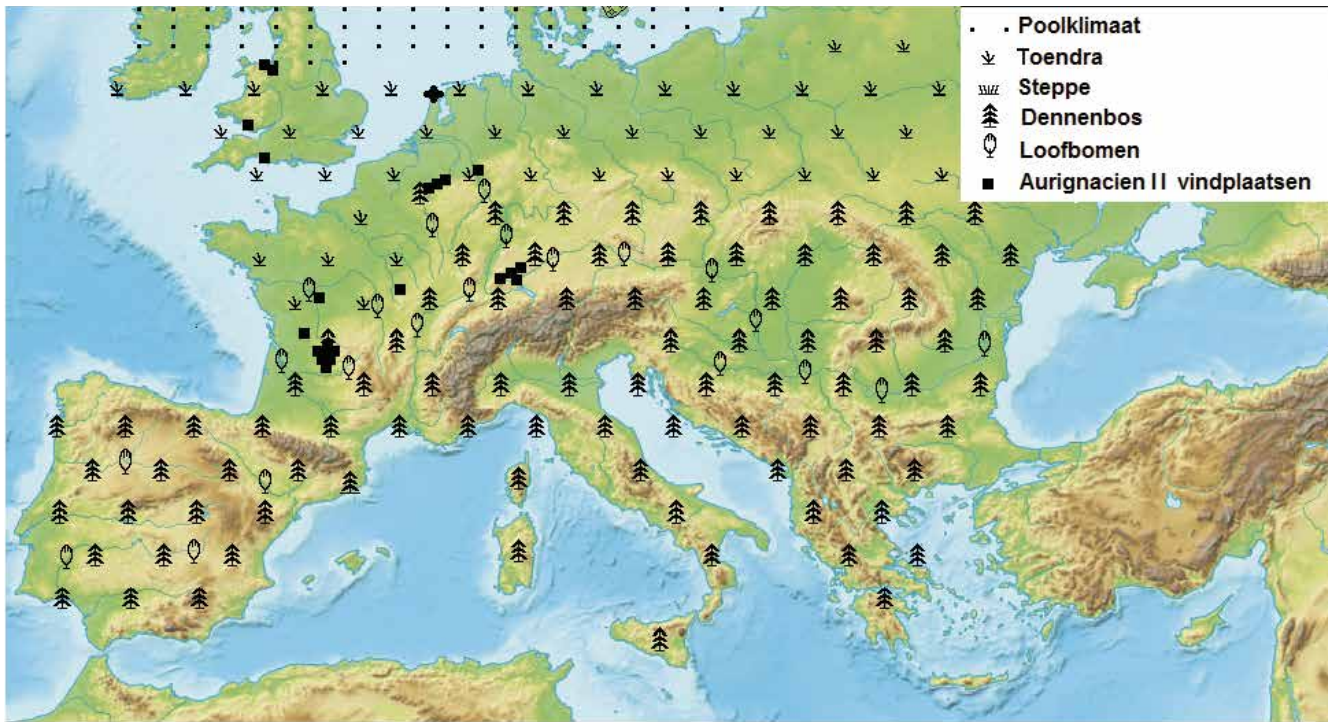 Poolklimaat
Toendra
Steppe
Dennenbos
Loofbomen
Aurignacien II vindplaatsen